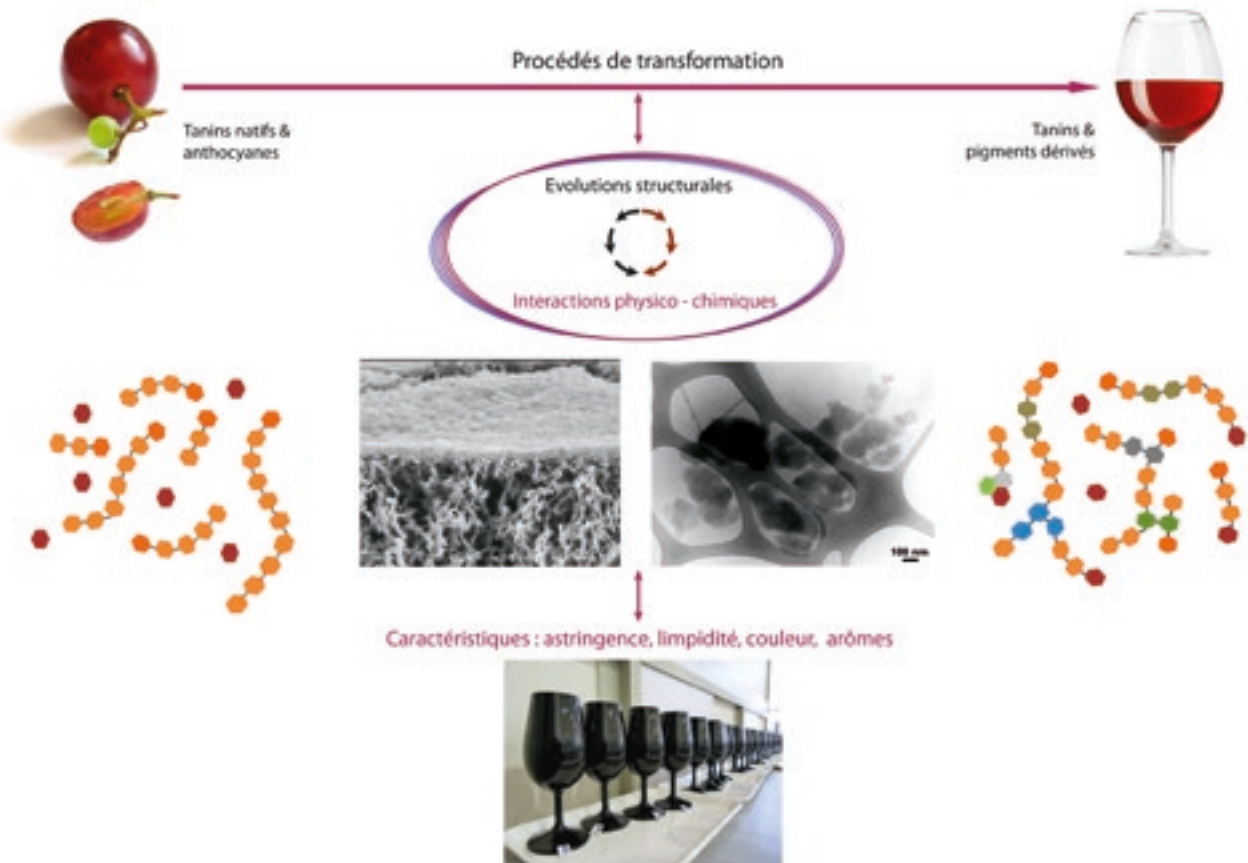 Procédés de transformation
Tanins natifs &
anthocyanes
Tanins &
pigments dérivés
Evolutions structurales
Interactions physico - chimiques
100 nm
Caractéristiques : astringence, limpidité, couleur, arômes